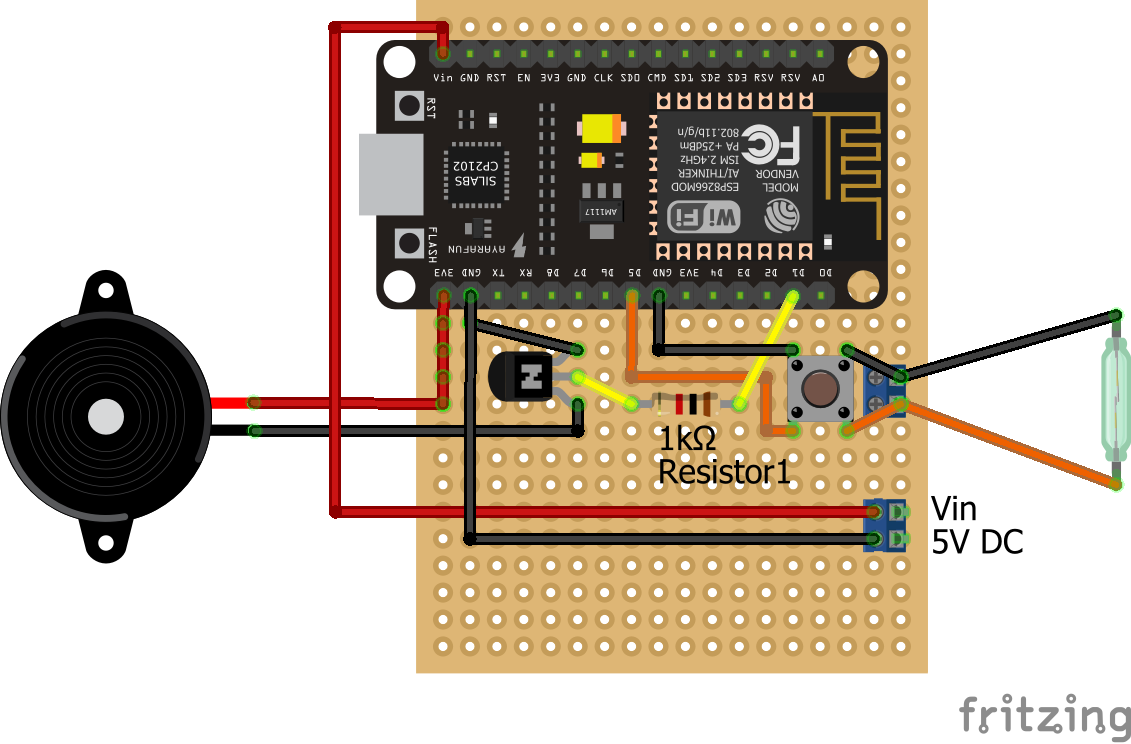 Vin GND RST EN 3V3 GND CLK SD0 CMD SD1 SD2 SD3 RSV RSV A0
RST
SILABS
CP2102
AM1117
AYARAFUN
FLASH
MODEL
VENDOR
ESP8266MOD
AI/THINKER
ISM 2.4GHz
PA +25dBm
802.11b/g/n
FC
Wi Fi
3V3 GND TX RX D8 D7 D6 D5 GND 3V3 D4 D3 D2 D1 D0
N
1kΩ
Resistor1
Vin
5V DC
fritzing